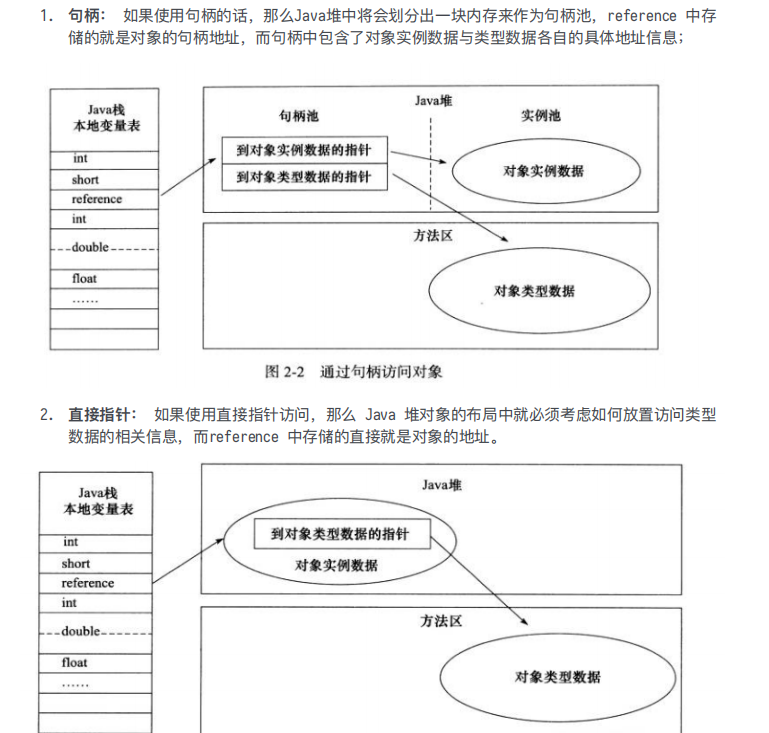 1. 句柄： 如果使用句柄的话，那么Java堆中将会划分出一块内存来作为句柄池，reference 中存
储的就是对象的句柄地址，而句柄中包含了对象实例数据与类型数据各自的具体地址信息；
Java栈
本地变量表
int
short
reference
int
double
float
……
句柄池
Java堆
实例池
到对象实例数据的指针
到对象类型数据的指针
对象实例数据
方法区
对象类型数据
图 2-2 通过句柄访问对象
2. 直接指针： 如果使用直接指针访问，那么 Java 堆对象的布局中就必须考虑如何放置访问类型
数据的相关信息，而reference 中存储的直接就是对象的地址。
Java栈
本地变量表
int
short
reference
int
double
float
……
Java堆
到对象类型数据的指针
对象实例数据
方法区
对象类型数据